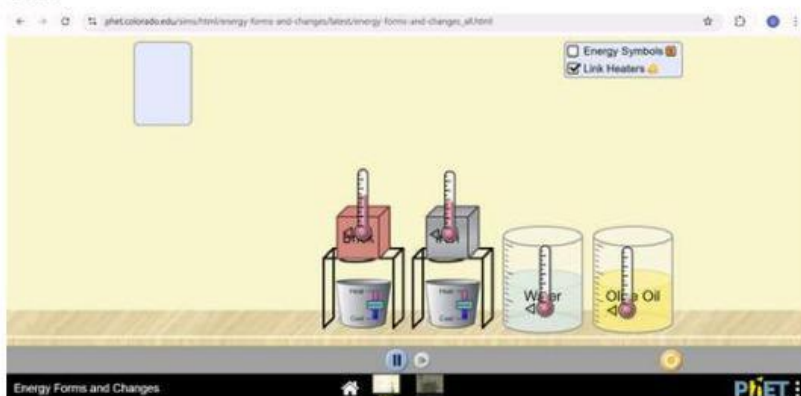 phet.colorado.edu/sims/html/energy-forms-and-changes/latest/energy-forms-and-changes_all.html
Energy Symbols E
Link Heaters
Brick
Iron
Heat
Cool
Heat
Cool
Water
Olive Oil
Energy Forms and Changes
PhET